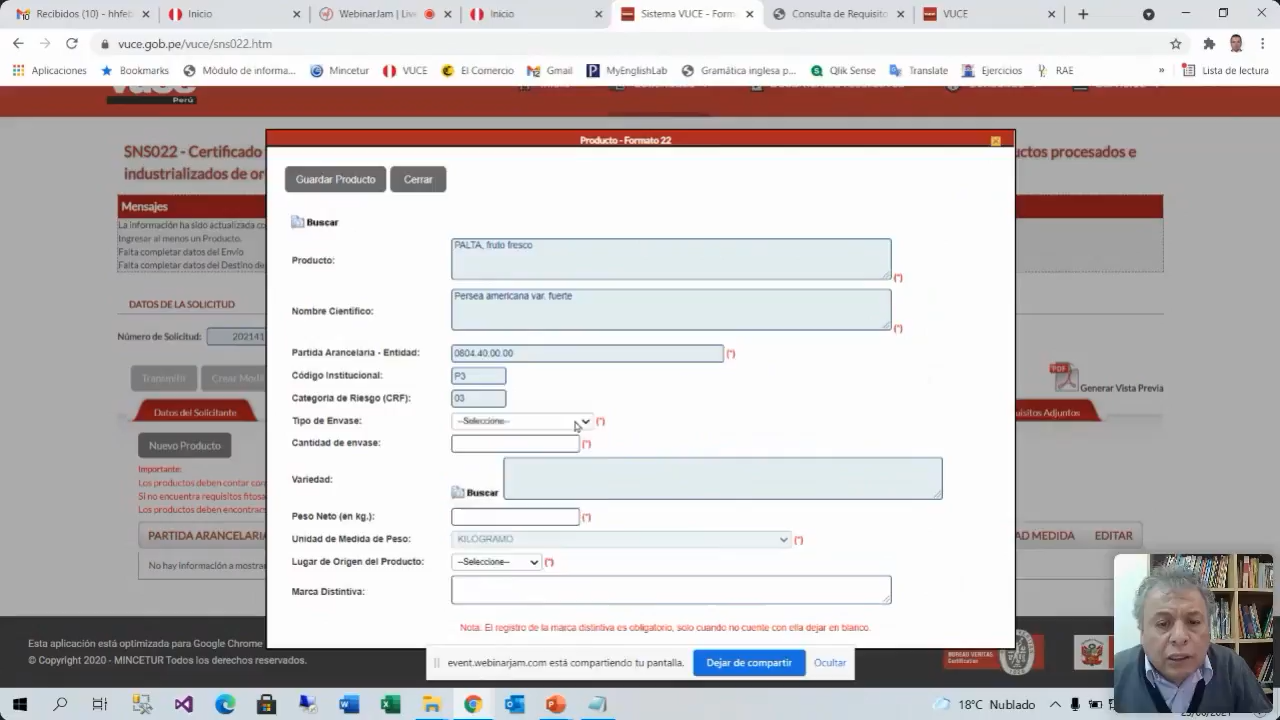 Recibidos (10) - hhfeb
Inicio
WebinarJam | Live
Inicio
Sistema VUCE - Form
Consulta de Requisito
VUCE
vuce.gob.pe/vuce/sns022.htm
Aplicaciones
Bookmarks
Módulo de informa...
Mincetur
VUCE
El Comercio
Gmail
MyEnglishLab
Gramática inglesa p...
Qlik Sense
Translate
Ejercicios
RAE
»
Lista de lectura
Perú
Producto - Formato 22
SNS022 - Certificado
uctos procesados e
industrializados de or
Guardar Producto
Cerrar
Mensajes
La información ha sido actualizada co
Ingresar al menos un Producto.
Falta completar datos del Envío
Falta completar datos del Destino de
Buscar
Producto:
PALTA, fruto fresco
(*)
Nombre Científico:
Persea americana var. fuerte
(*)
DATOS DE LA SOLICITUD
Número de Solicitud:
202141
Partida Arancelaria - Entidad:
0804.40.00.00
(*)
Código Institucional:
P3
Categoría de Riesgo (CRF):
03
Transmitir
Crear Modi
PDF
Generar Vista Previa
Datos del Solicitante
uisitos Adjuntos
Tipo de Envase:
--Seleccione--
(*)
Cantidad de envase:
(*)
Nuevo Producto
Importante:
Los productos deben contar con
Si no encuentra requisitos fitosa
Los productos deben encontrars
Variedad:
Buscar
Peso Neto (en kg.):
(*)
Unidad de Medida de Peso:
KILOGRAMO
(*)
Lugar de Origen del Producto:
--Seleccione--
(*)
PARTIDA ARANCELARIA
AD MEDIDA
EDITAR
No hay información a mostrar
Marca Distintiva:
Nota: El registro de la marca distintiva es obligatorio, solo cuando no cuente con ella dejar en blanco.
Esta aplicación está optimizada para Google Chrome
© Copyright 2020 - MINCETUR Todos los derechos reservados.
BUREAU VERITAS
Certification
event.webinarjam.com está compartiendo tu pantalla.
Dejar de compartir
Ocultar
18°C Nublado